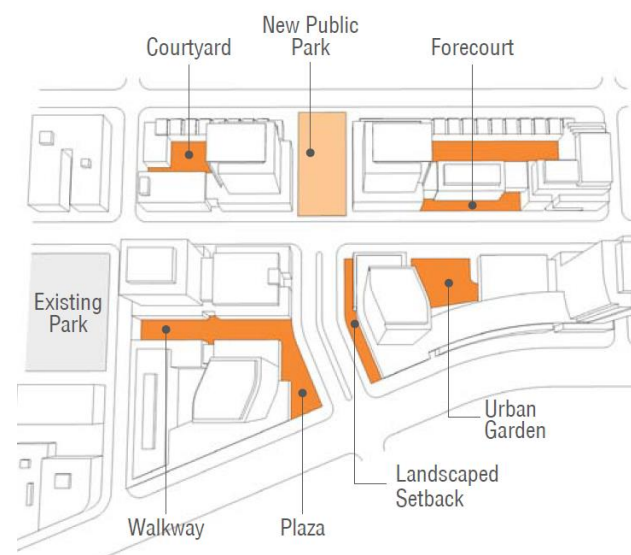 New Public
Park
Courtyard
Forecourt
Existing
Park
Urban
Garden
Landscaped
Setback
Walkway
Plaza